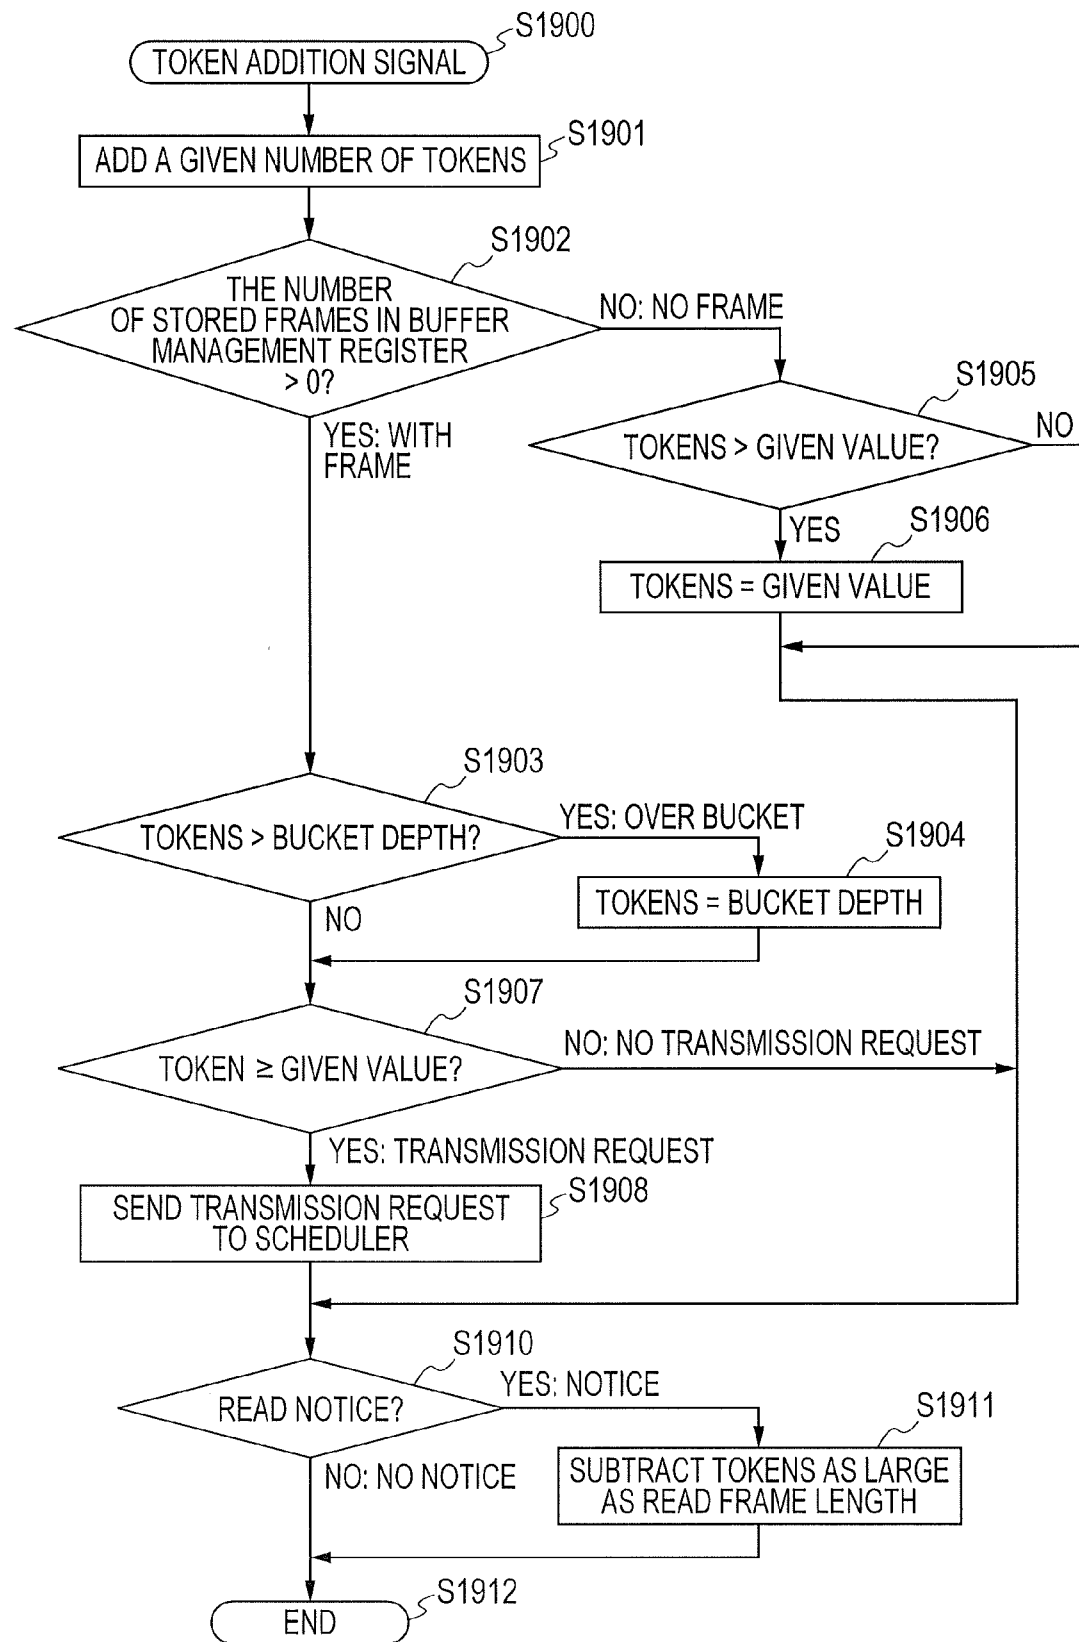 S1900
TOKEN ADDITION SIGNAL
S1901
ADD A GIVEN NUMBER OF TOKENS
S1902
THE NUMBER
OF STORED FRAMES IN BUFFER
MANAGEMENT REGISTER
> 0?
NO: NO FRAME
YES: WITH
FRAME
S1905
TOKENS > GIVEN VALUE?
NO
YES
S1906
TOKENS = GIVEN VALUE
S1903
TOKENS > BUCKET DEPTH?
YES: OVER BUCKET
S1904
TOKENS = BUCKET DEPTH
NO
S1907
TOKEN ≥ GIVEN VALUE?
NO: NO TRANSMISSION REQUEST
YES: TRANSMISSION REQUEST
S1908
SEND TRANSMISSION REQUEST
TO SCHEDULER
S1910
READ NOTICE?
YES: NOTICE
S1911
SUBTRACT TOKENS AS LARGE
AS READ FRAME LENGTH
NO: NO NOTICE
S1912
END